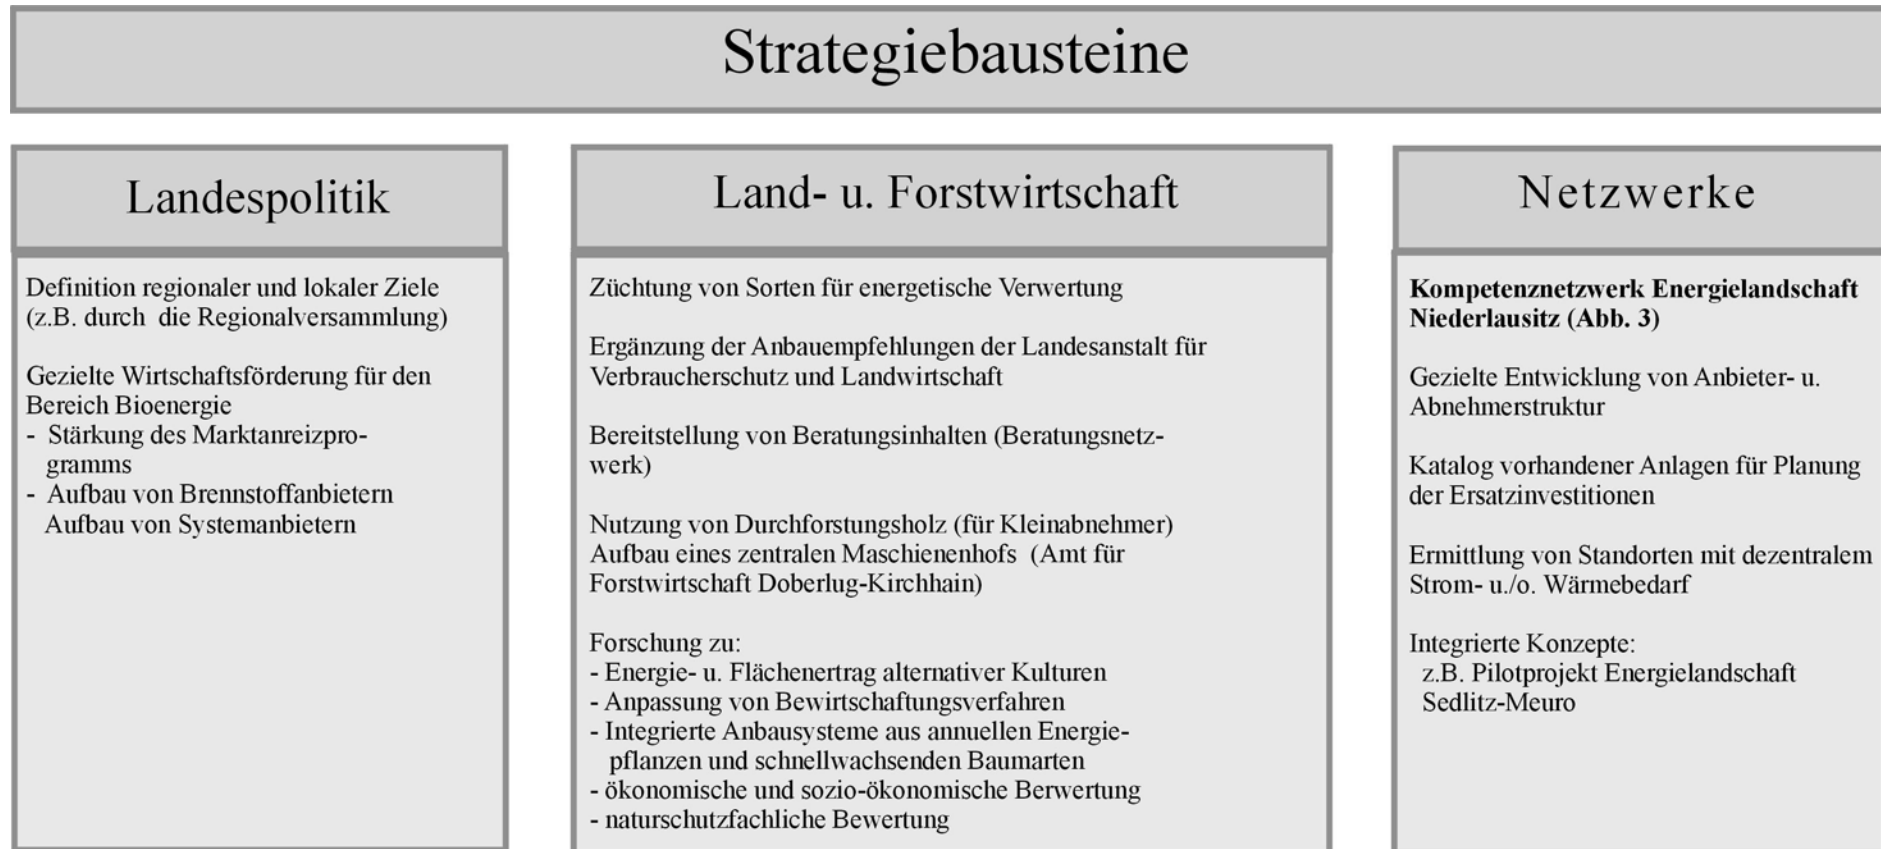 Strategiebausteine
Landespolitik
Definition regionaler und lokaler Ziele
(z.B. durch die Regionalversammlung)
Gezielte Wirtschaftsförderung für den
Bereich Bioenergie
- Stärkung des Marktanreizpro-
gramms
- Aufbau von Brennstoffanbietern
Aufbau von Systemanbietern
Land- u. Forstwirtschaft
Züchtung von Sorten für energetische Verwertung
Ergänzung der Anbauempfehlungen der Landesanstalt für
Verbraucherschutz und Landwirtschaft
Bereitstellung von Beratungsinhalten (Beratungsnetz-
werk)
Nutzung von Durchforstungsholz (für Kleinabnehmer)
Aufbau eines zentralen Maschienenhofs (Amt für
Forstwirtschaft Doberlug-Kirchhain)
Forschung zu:
- Energie- u. Flächenertrag alternativer Kulturen
- Anpassung von Bewirtschaftungsverfahren
- Integrierte Anbausysteme aus annuellen Energie-
pflanzen und schnellwachsenden Baumarten
- ökonomische und sozio-ökonomische Berwertung
- naturschutzfachliche Bewertung
Netzwerke
Kompetenznetzwerk Energielandschaft
Niederlausitz (Abb. 3)
Gezielte Entwicklung von Anbieter- u.
Abnehmerstruktur
Katalog vorhandener Anlagen für Planung
der Ersatzinvestitionen
Ermittlung von Standorten mit dezentralem
Strom- u./o. Wärmebedarf
Integrierte Konzepte:
z.B. Pilotprojekt Energielandschaft
Sedlitz-Meuro